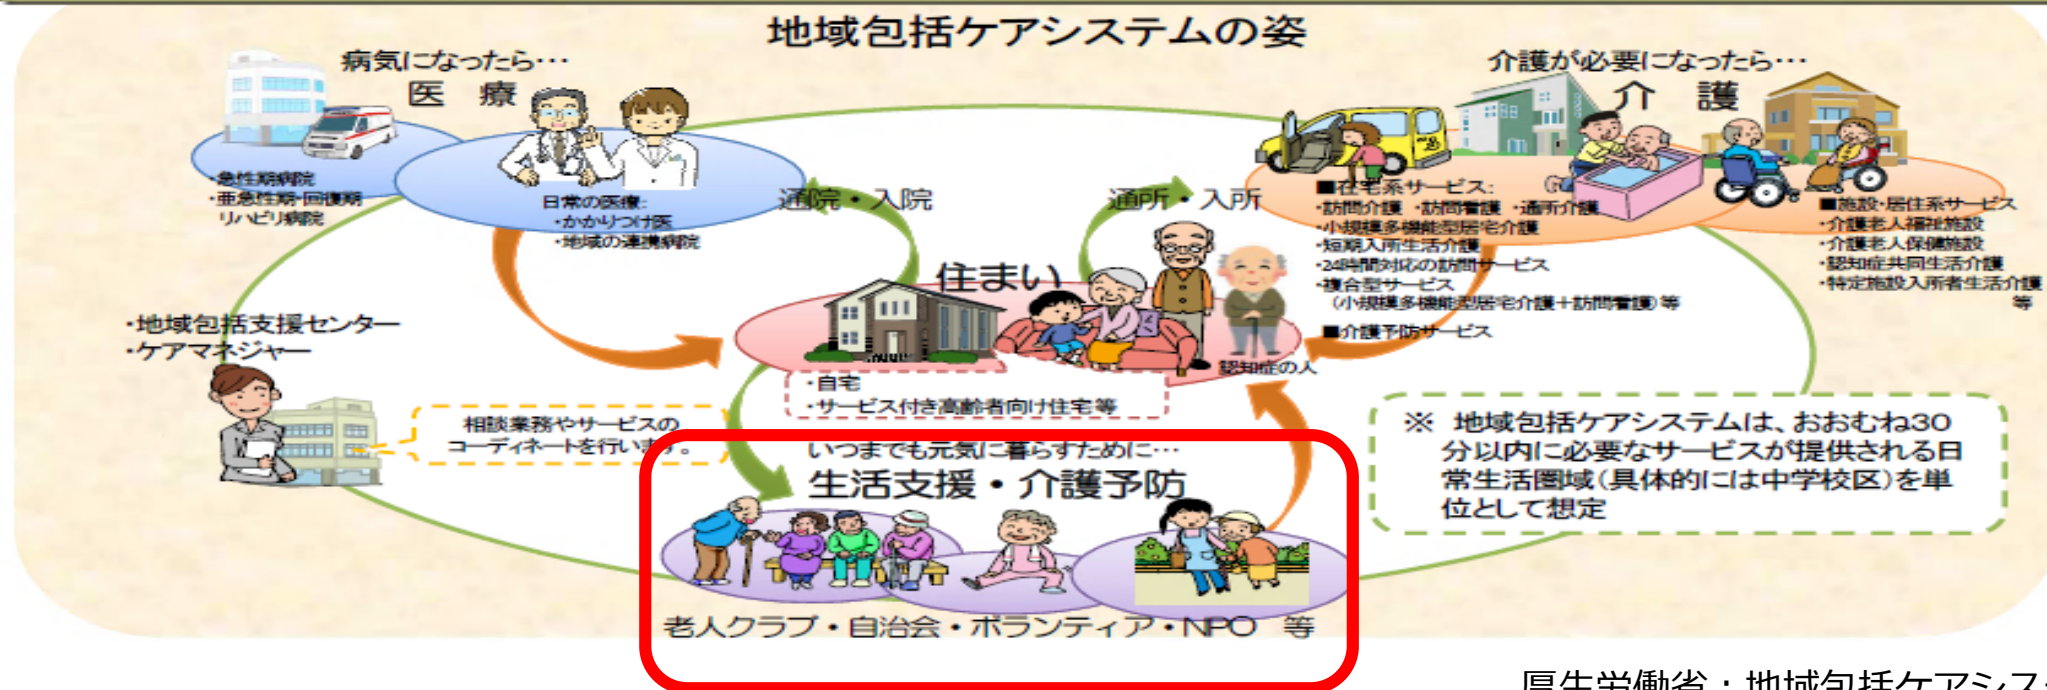 地域包括ケアシステムの姿
病気になったら…
医 療
介護が必要になったら…
介 護
・急性期病院
・亜急性期・回復期
リハビリ病院
日常の医療:
・かかりつけ医
・地域の連携病院
通院・入院
通所・入所
■在宅系サービス:
・訪問介護 ・訪問看護 ・通所介護
・小規模多機能型居宅介護
・短期入所生活介護
・24時間対応の訪問サービス
・複合型サービス
（小規模多機能型居宅介護＋訪問看護）等
■介護予防サービス
■施設・居住系サービス
・介護老人福祉施設
・介護老人保健施設
・認知症共同生活介護
・特定施設入所者生活介護
等
住まい
認知症の人
・自宅
・サービス付き高齢者向け住宅等
・地域包括支援センター
・ケアマネジャー
相談業務やサービスの
コーディネートを行います。
いつまでも元気に暮らすために…
生活支援・介護予防
老人クラブ・自治会・ボランティア・NPO 等
※ 地域包括ケアシステムは、おおむね30
分以内に必要なサービスが提供される日
常生活圏域（具体的には中学校区）を単
位として想定
厚生労働省：地域包括ケアシス